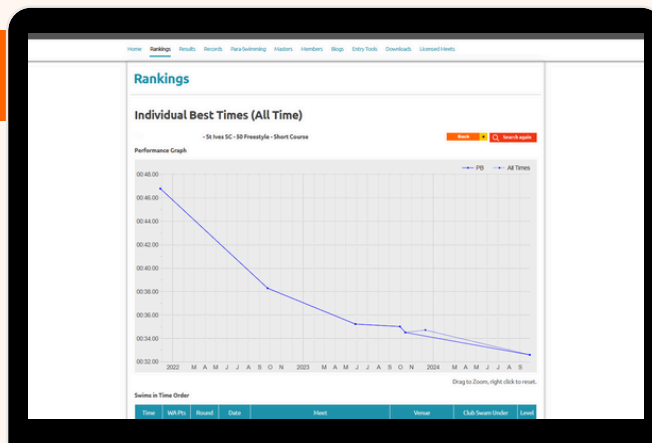 Home Rankings Results Records Para Swimming Masters Members Blogs Entry Tools Downloads Licensed Meets
Rankings
Individual Best Times (All Time)
- St Ives SC - 50 Freestyle - Short Course
Back
Search again
Performance Graph
PB All Times
00:48.00
00:46.00
00:44.00
00:42.00
00:40.00
00:38.00
00:36.00
00:34.00
00:32.00
2022 M A M J J A S O N 2023 M A M J J A S O N 2024 M A M J J A S
Drag to Zoom, right click to reset.
Swims in Time Order
Time WA Pts Round Date Meet Venue Club Swam Under Level